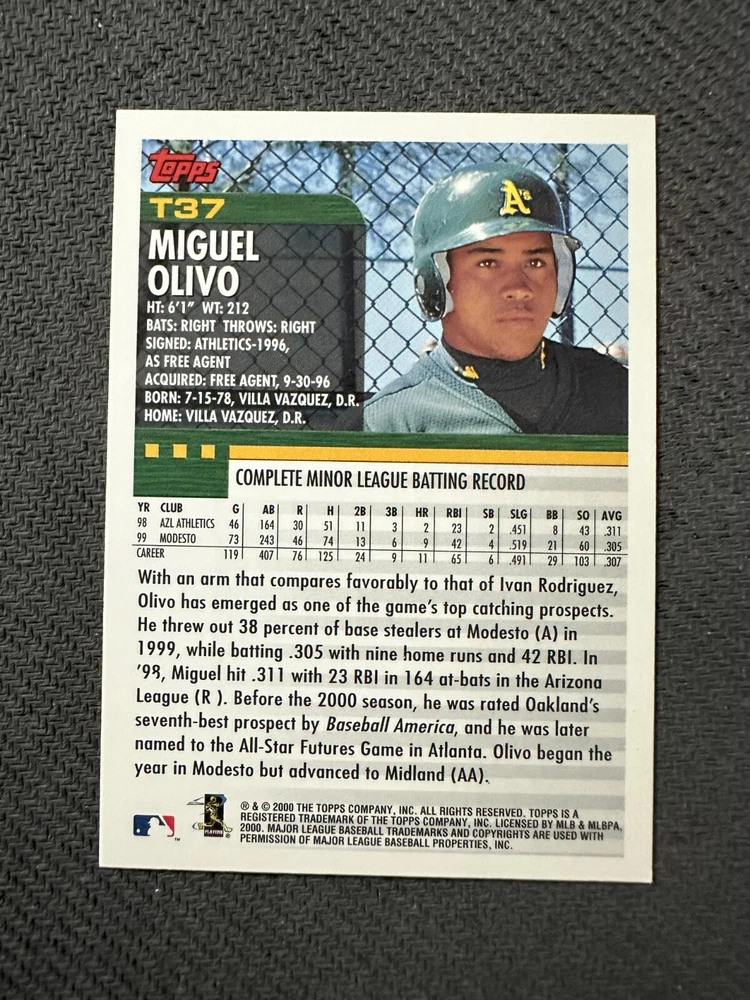 TOPPS
T37
A's
MIGUEL
OLIVO
HT: 6'1" WT: 212
BATS: RIGHT THROWS: RIGHT
SIGNED: ATHLETICS-1996,
AS FREE AGENT
ACQUIRED: FREE AGENT, 9-30-96
BORN: 7-15-78, VILLA VAZQUEZ, D.R.
HOME: VILLA VAZQUEZ, D.R.
COMPLETE MINOR LEAGUE BATTING RECORD
YR CLUB G AB R H 2B 3B HR RBI SB SLG BB SO AVG
98 AZL ATHLETICS 46 164 30 51 11 3 2 23 2 .451 8 43 .311
99 MODESTO 73 243 46 74 13 6 9 42 4 .519 21 60 .305
CAREER 119 407 76 125 24 9 11 65 6 .491 29 103 .307
With an arm that compares favorably to that of Ivan Rodriguez,
Olivo has emerged as one of the game's top catching prospects.
He threw out 38 percent of base stealers at Modesto (A) in
1999, while batting .305 with nine home runs and 42 RBI. In
'98, Miguel hit .311 with 23 RBI in 164 at-bats in the Arizona
League (R ). Before the 2000 season, he was rated Oakland's
seventh-best prospect by Baseball America, and he was later
named to the All-Star Futures Game in Atlanta. Olivo began the
year in Modesto but advanced to Midland (AA).
PLAYERS
® & © 2000 THE TOPPS COMPANY, INC. ALL RIGHTS RESERVED. TOPPS IS A
REGISTERED TRADEMARK OF THE TOPPS COMPANY, INC. LICENSED BY MLB & MLBPA,
2000. MAJOR LEAGUE BASEBALL TRADEMARKS AND COPYRIGHTS ARE USED WITH
PERMISSION OF MAJOR LEAGUE BASEBALL PROPERTIES, INC.
TM